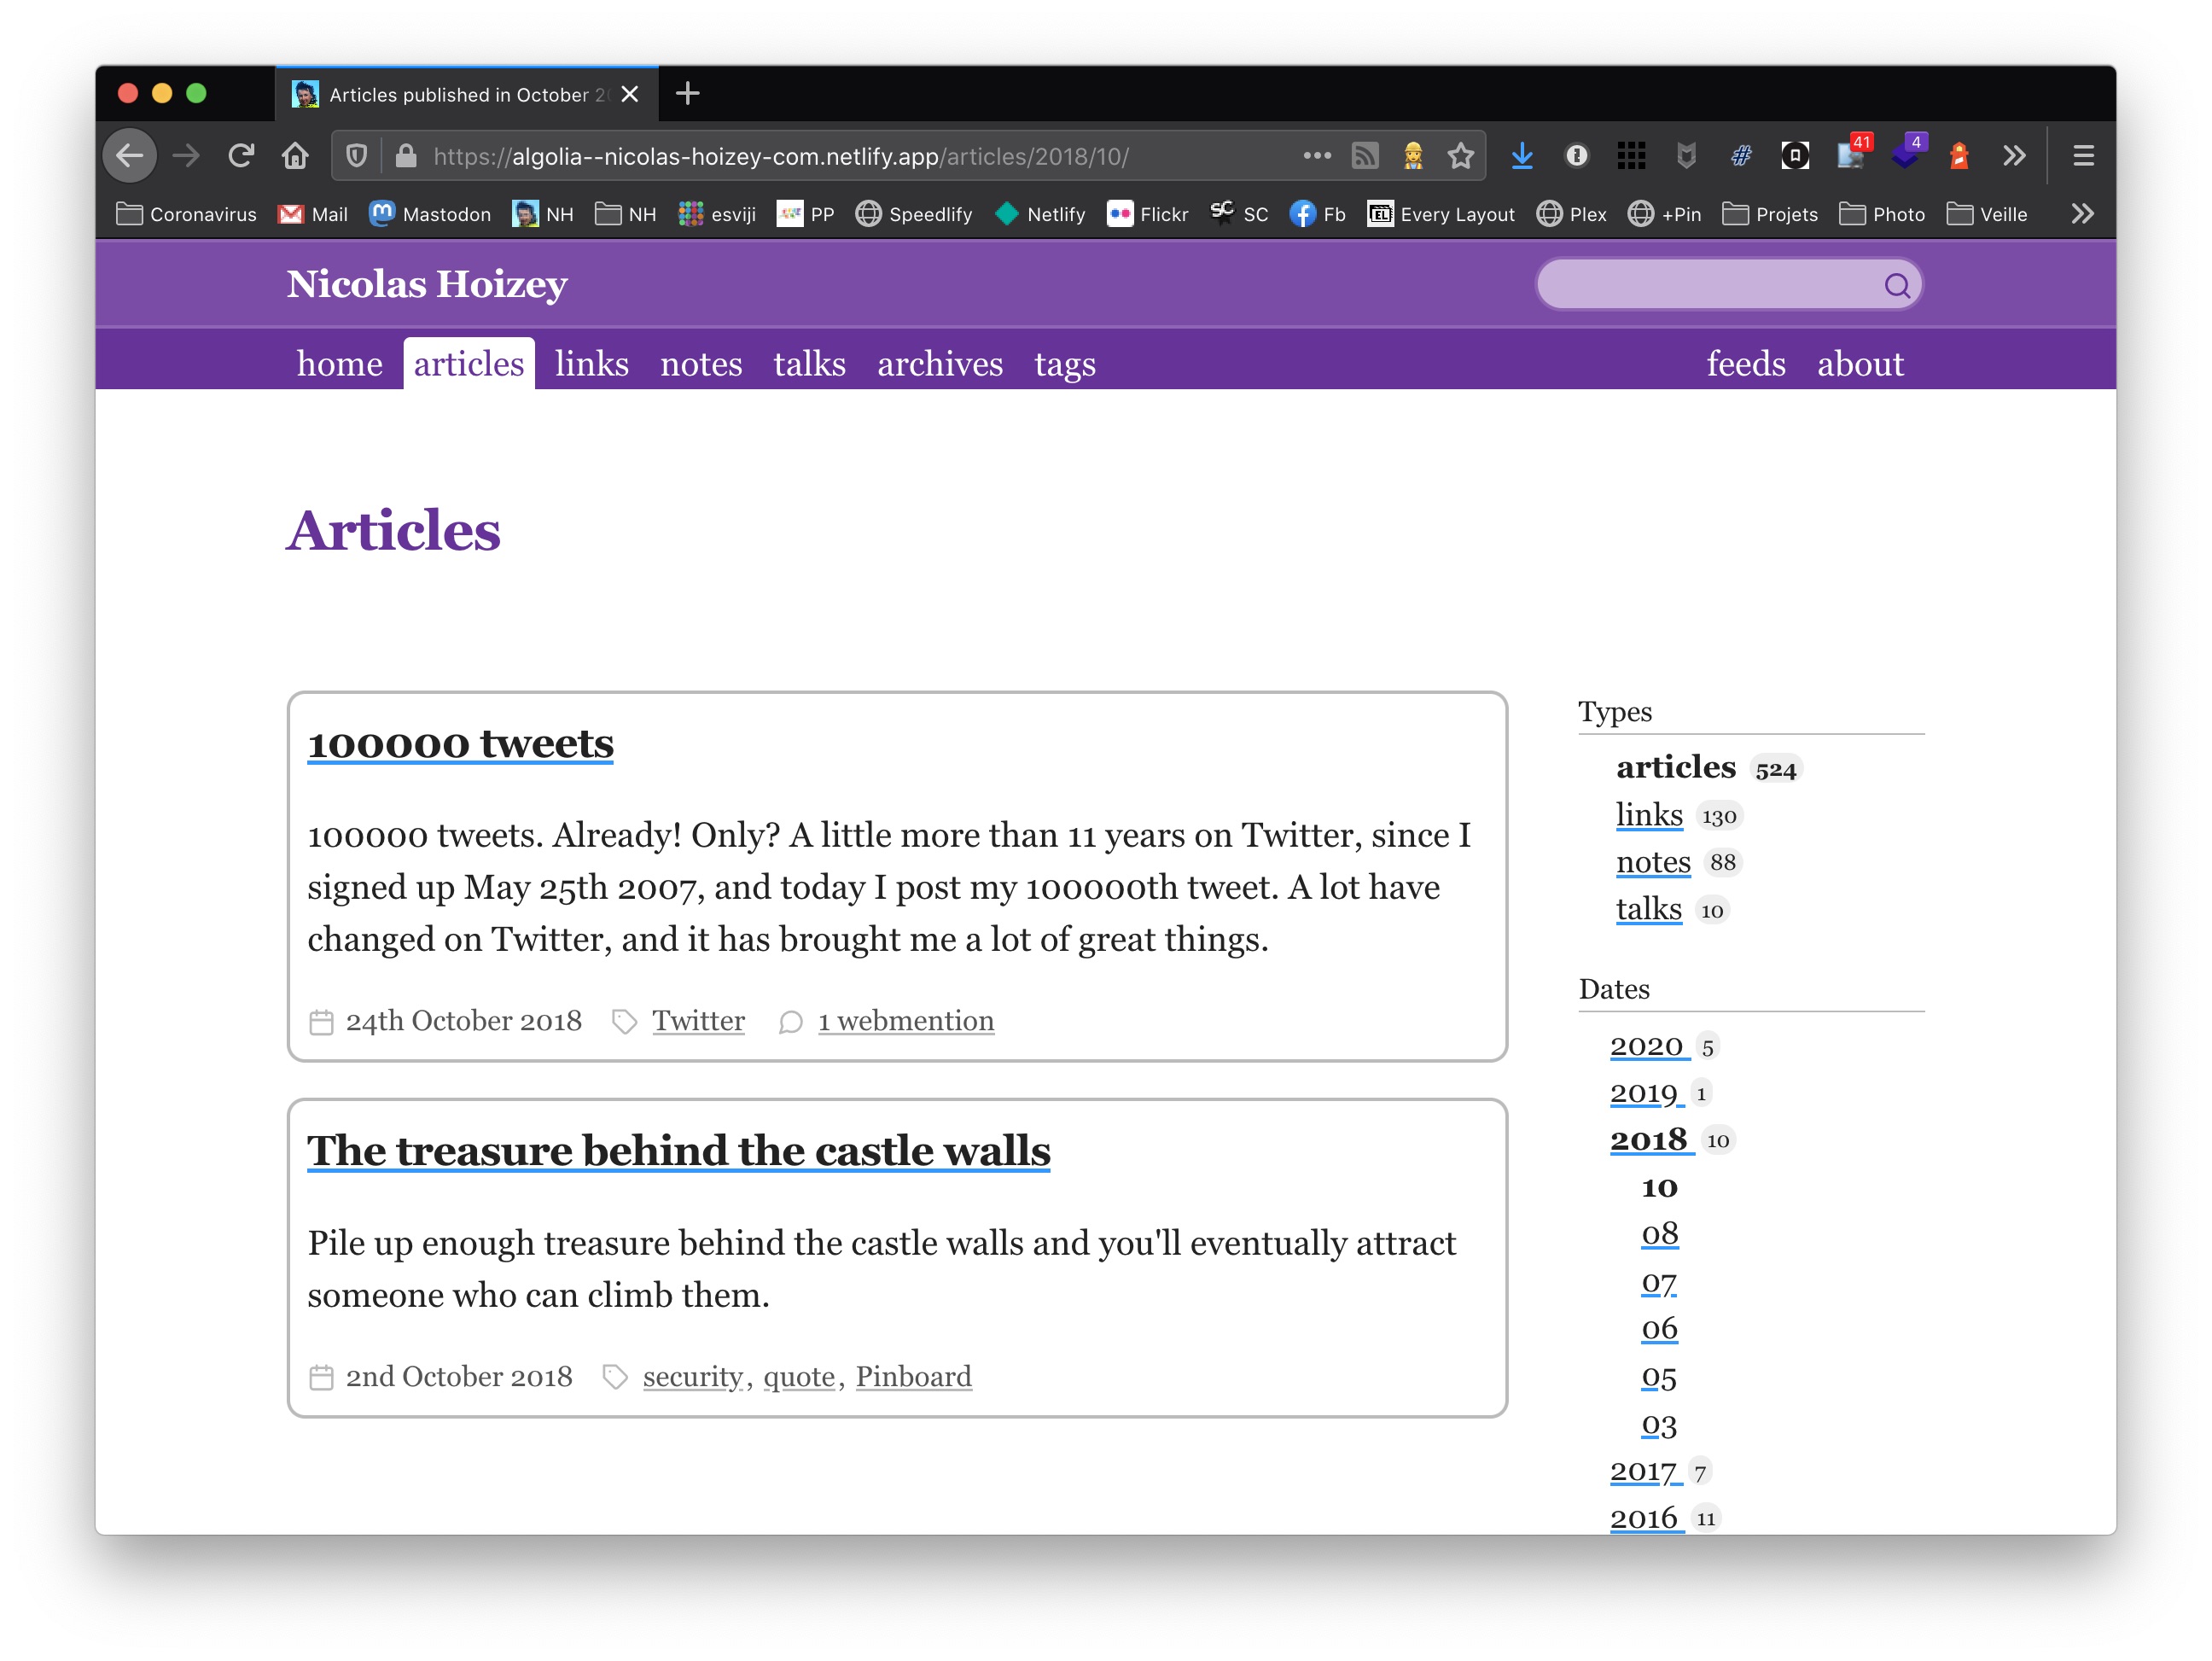 Articles published in October 2
https://algolia--nicolas-hoizey-com.netlify.app/articles/2018/10/
41
4
Coronavirus Mail Mastodon NH NH esviji PP Speedlify Netlify Flickr SC Fb Every Layout Plex +Pin Projets Photo Veille
Nicolas Hoizey
home articles links notes talks archives tags feeds about
Articles
100000 tweets
100000 tweets. Already! Only? A little more than 11 years on Twitter, since I
signed up May 25th 2007, and today I post my 100000th tweet. A lot have
changed on Twitter, and it has brought me a lot of great things.
24th October 2018 Twitter 1 webmention
The treasure behind the castle walls
Pile up enough treasure behind the castle walls and you'll eventually attract
someone who can climb them.
2nd October 2018 security, quote, Pinboard
Types
articles 524
links 130
notes 88
talks 10
Dates
2020 5
2019 1
2018 10
10
08
07
06
05
03
2017 7
2016 11